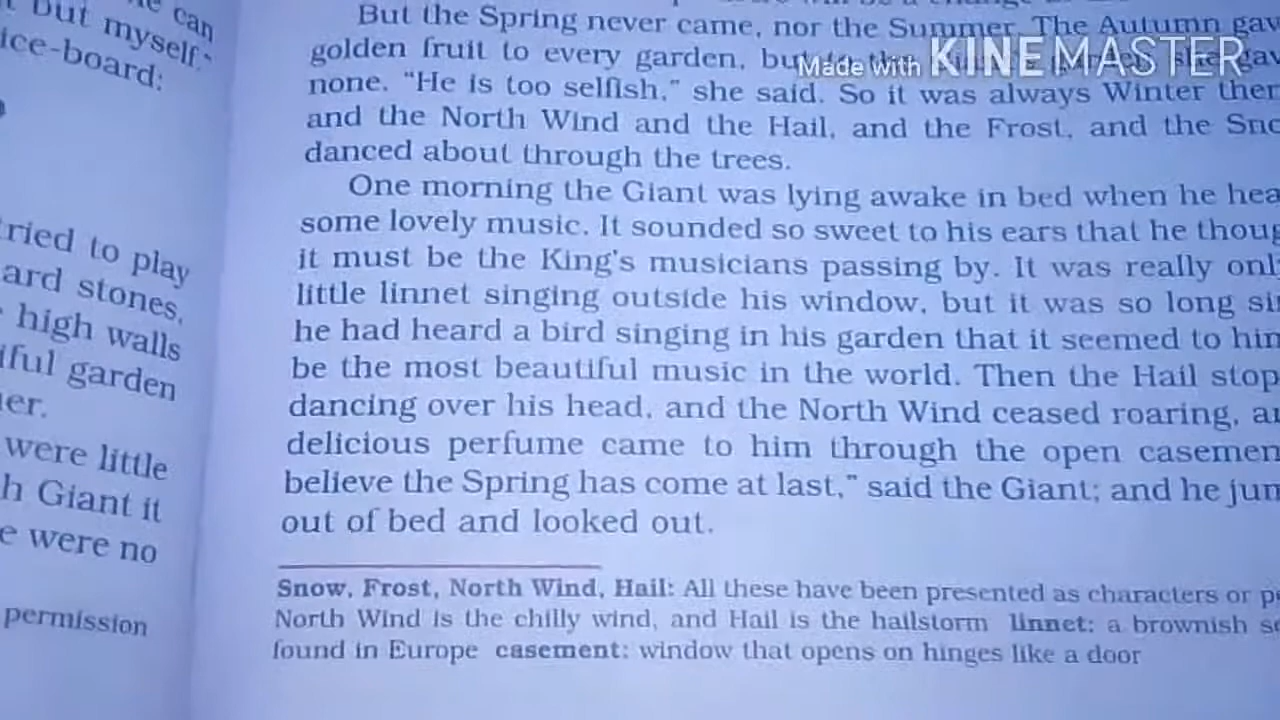 can
but myself."
ice-board:
ried to play
ard stones,
high walls
iful garden
er.
were little
h Giant it
e were no
permission
But the Spring never came, nor the Summer. The Autumn gav
golden fruit to every garden, but to the gav
none. "He is too selfish," she said. So it was always Winter ther
and the North Wind and the Hail, and the Frost, and the Sno
danced about through the trees.
One morning the Giant was lying awake in bed when he hea
some lovely music. It sounded so sweet to his ears that he thoug
it must be the King's musicians passing by. It was really onl
little linnet singing outside his window, but it was so long si
he had heard a bird singing in his garden that it seemed to him
be the most beautiful music in the world. Then the Hail stop
dancing over his head, and the North Wind ceased roaring, a
delicious perfume came to him through the open casemen
believe the Spring has come at last," said the Giant; and he jum
out of bed and looked out.
Snow, Frost, North Wind, Hail: All these have been presented as characters or p
North Wind is the chilly wind, and Hail is the hailstorm linnet: a brownish s
found in Europe casement: window that opens on hinges like a door
Made with KINEMASTER